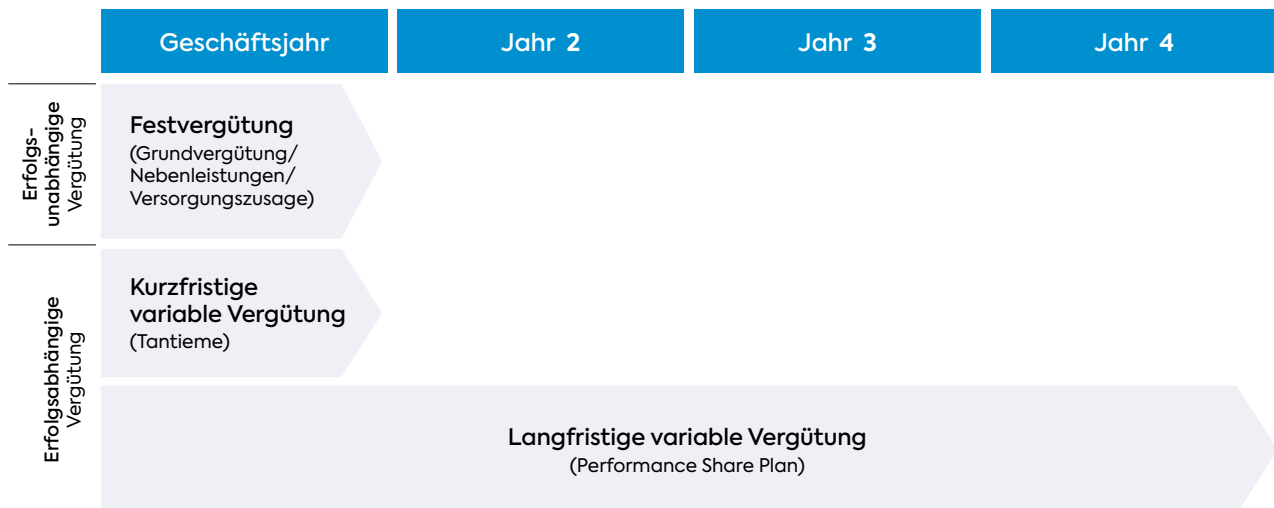 Geschäftsjahr
Jahr 2
Jahr 3
Jahr 4
Erfolgs-
unabhängige
Vergütung
Festvergütung
(Grundvergütung/
Nebenleistungen/
Versorgungszusage)
Erfolgsabhängige
Vergütung
Kurzfristige
variable Vergütung
(Tantieme)
Langfristige variable Vergütung
(Performance Share Plan)